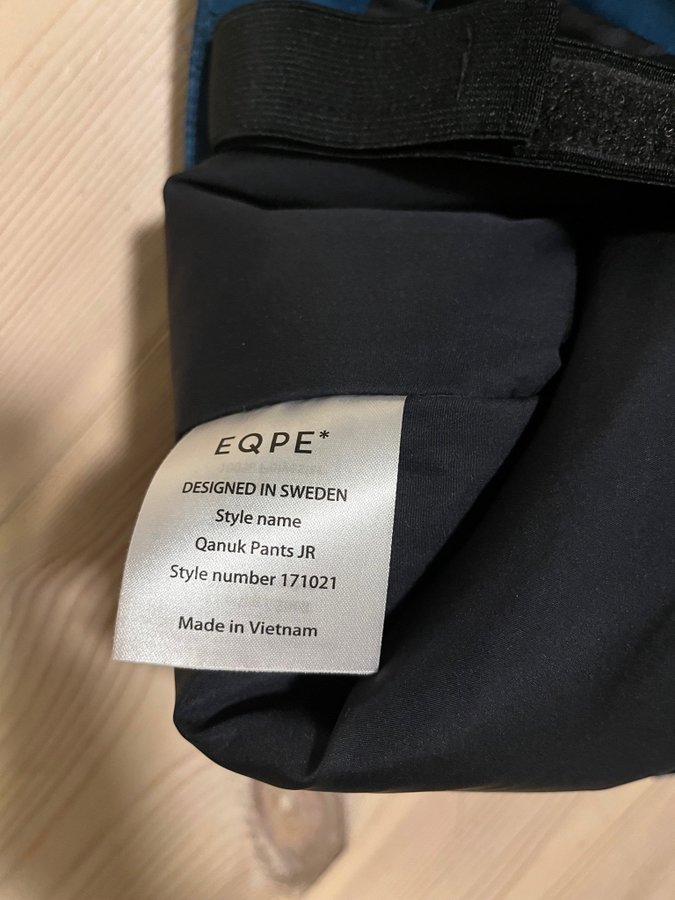 EQPE*
DESIGNED IN SWEDEN
Style name
Qanuk Pants JR
Style number 171021
Made in Vietnam